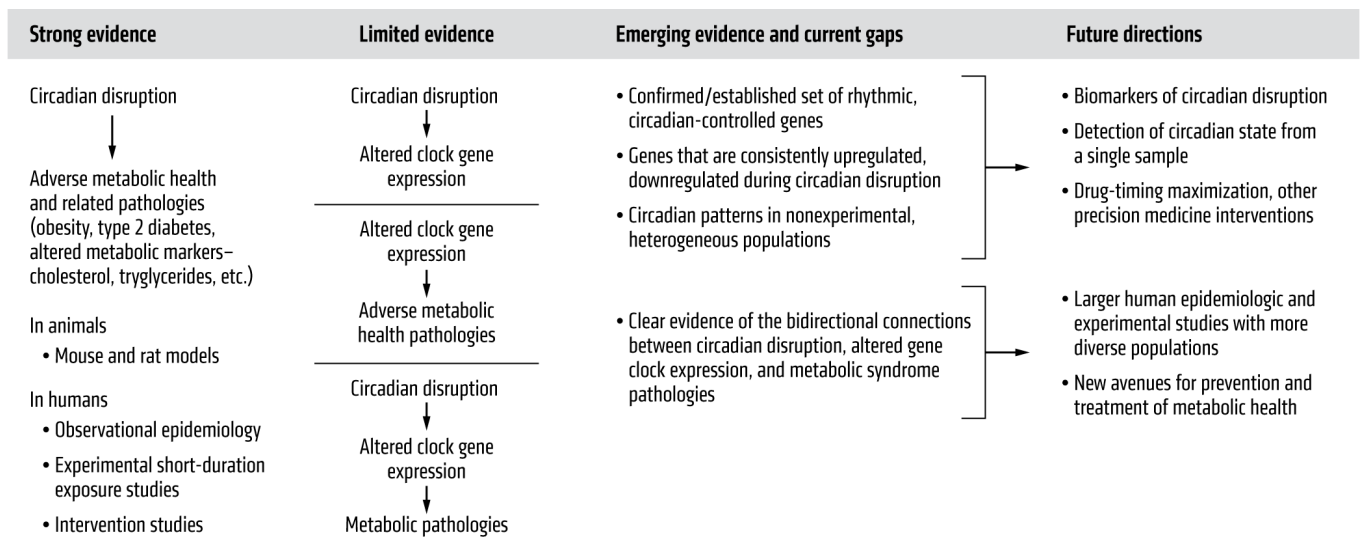 Strong evidence
Circadian disruption
Adverse metabolic health
and related pathologies
(obesity, type 2 diabetes,
altered metabolic markers–
cholesterol, tryglycerides, etc.)
In animals
• Mouse and rat models
In humans
• Observational epidemiology
• Experimental short-duration
exposure studies
• Intervention studies
Limited evidence
Circadian disruption
Altered clock gene
expression
Altered clock gene
expression
Adverse metabolic
health pathologies
Circadian disruption
Altered clock gene
expression
Metabolic pathologies
Emerging evidence and current gaps
• Confirmed/established set of rhythmic,
circadian-controlled genes
• Genes that are consistently upregulated,
downregulated during circadian disruption
• Circadian patterns in nonexperimental,
heterogeneous populations
• Clear evidence of the bidirectional connections
between circadian disruption, altered gene
clock expression, and metabolic syndrome
pathologies
Future directions
• Biomarkers of circadian disruption
• Detection of circadian state from
a single sample
• Drug-timing maximization, other
precision medicine interventions
• Larger human epidemiologic and
experimental studies with more
diverse populations
• New avenues for prevention and
treatment of metabolic health